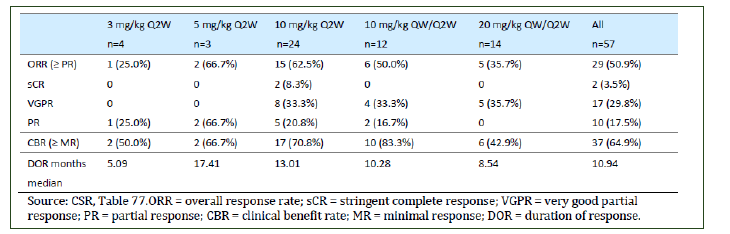 3 mg/kg Q2W 5 mg/kg Q2W 10 mg/kg Q2W 10 mg/kg QW/Q2W 20 mg/kg QW/Q2W All
n=4 n=3 n=24 n=12 n=14 n=57
ORR (≥ PR) 1 (25.0%) 2 (66.7%) 15 (62.5%) 6 (50.0%) 5 (35.7%) 29 (50.9%)
sCR 0 0 2 (8.3%) 0 0 2 (3.5%)
VGPR 0 0 8 (33.3%) 4 (33.3%) 5 (35.7%) 17 (29.8%)
PR 1 (25.0%) 2 (66.7%) 5 (20.8%) 2 (16.7%) 0 10 (17.5%)
CBR (≥ MR) 2 (50.0%) 2 (66.7%) 17 (70.8%) 10 (83.3%) 6 (42.9%) 37 (64.9%)
DOR months 5.09 17.41 13.01 10.28 8.54 10.94
median
Source: CSR, Table 77.ORR = overall response rate; sCR = stringent complete response; VGPR = very good partial
response; PR = partial response; CBR = clinical benefit rate; MR = minimal response; DOR = duration of response.